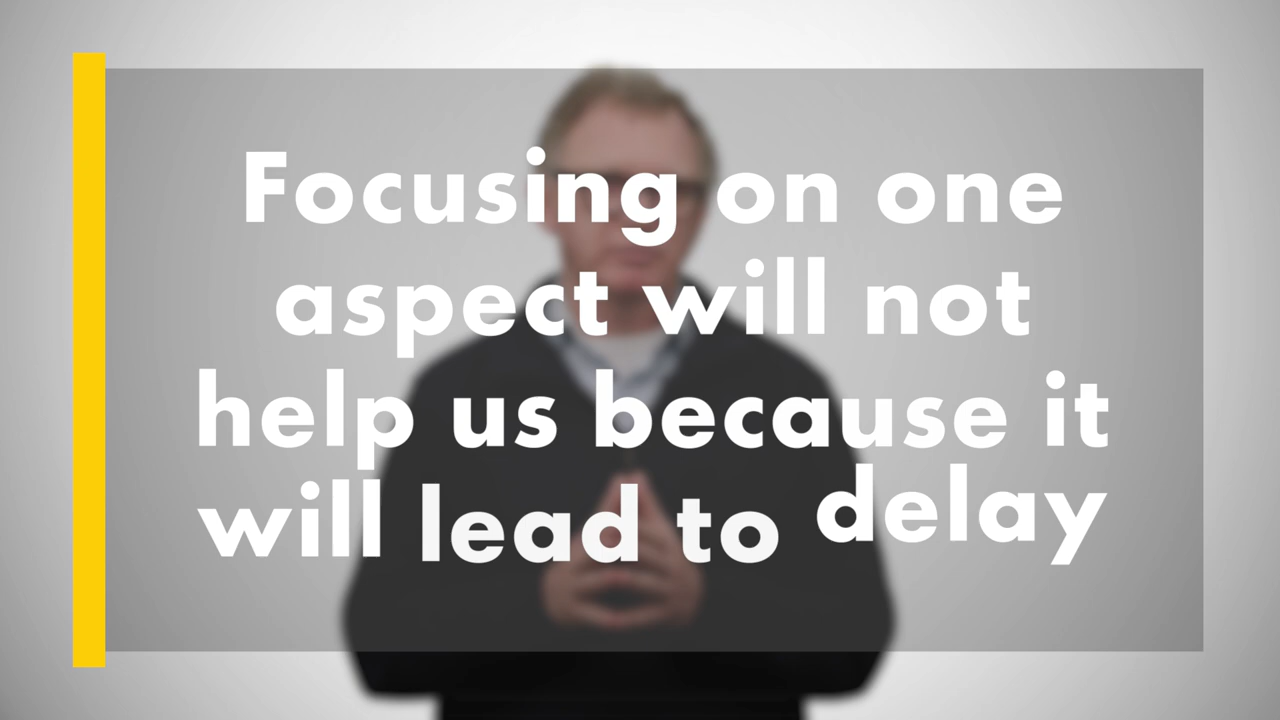 Focusing on one
aspect will not
help us because it
will lead to delay